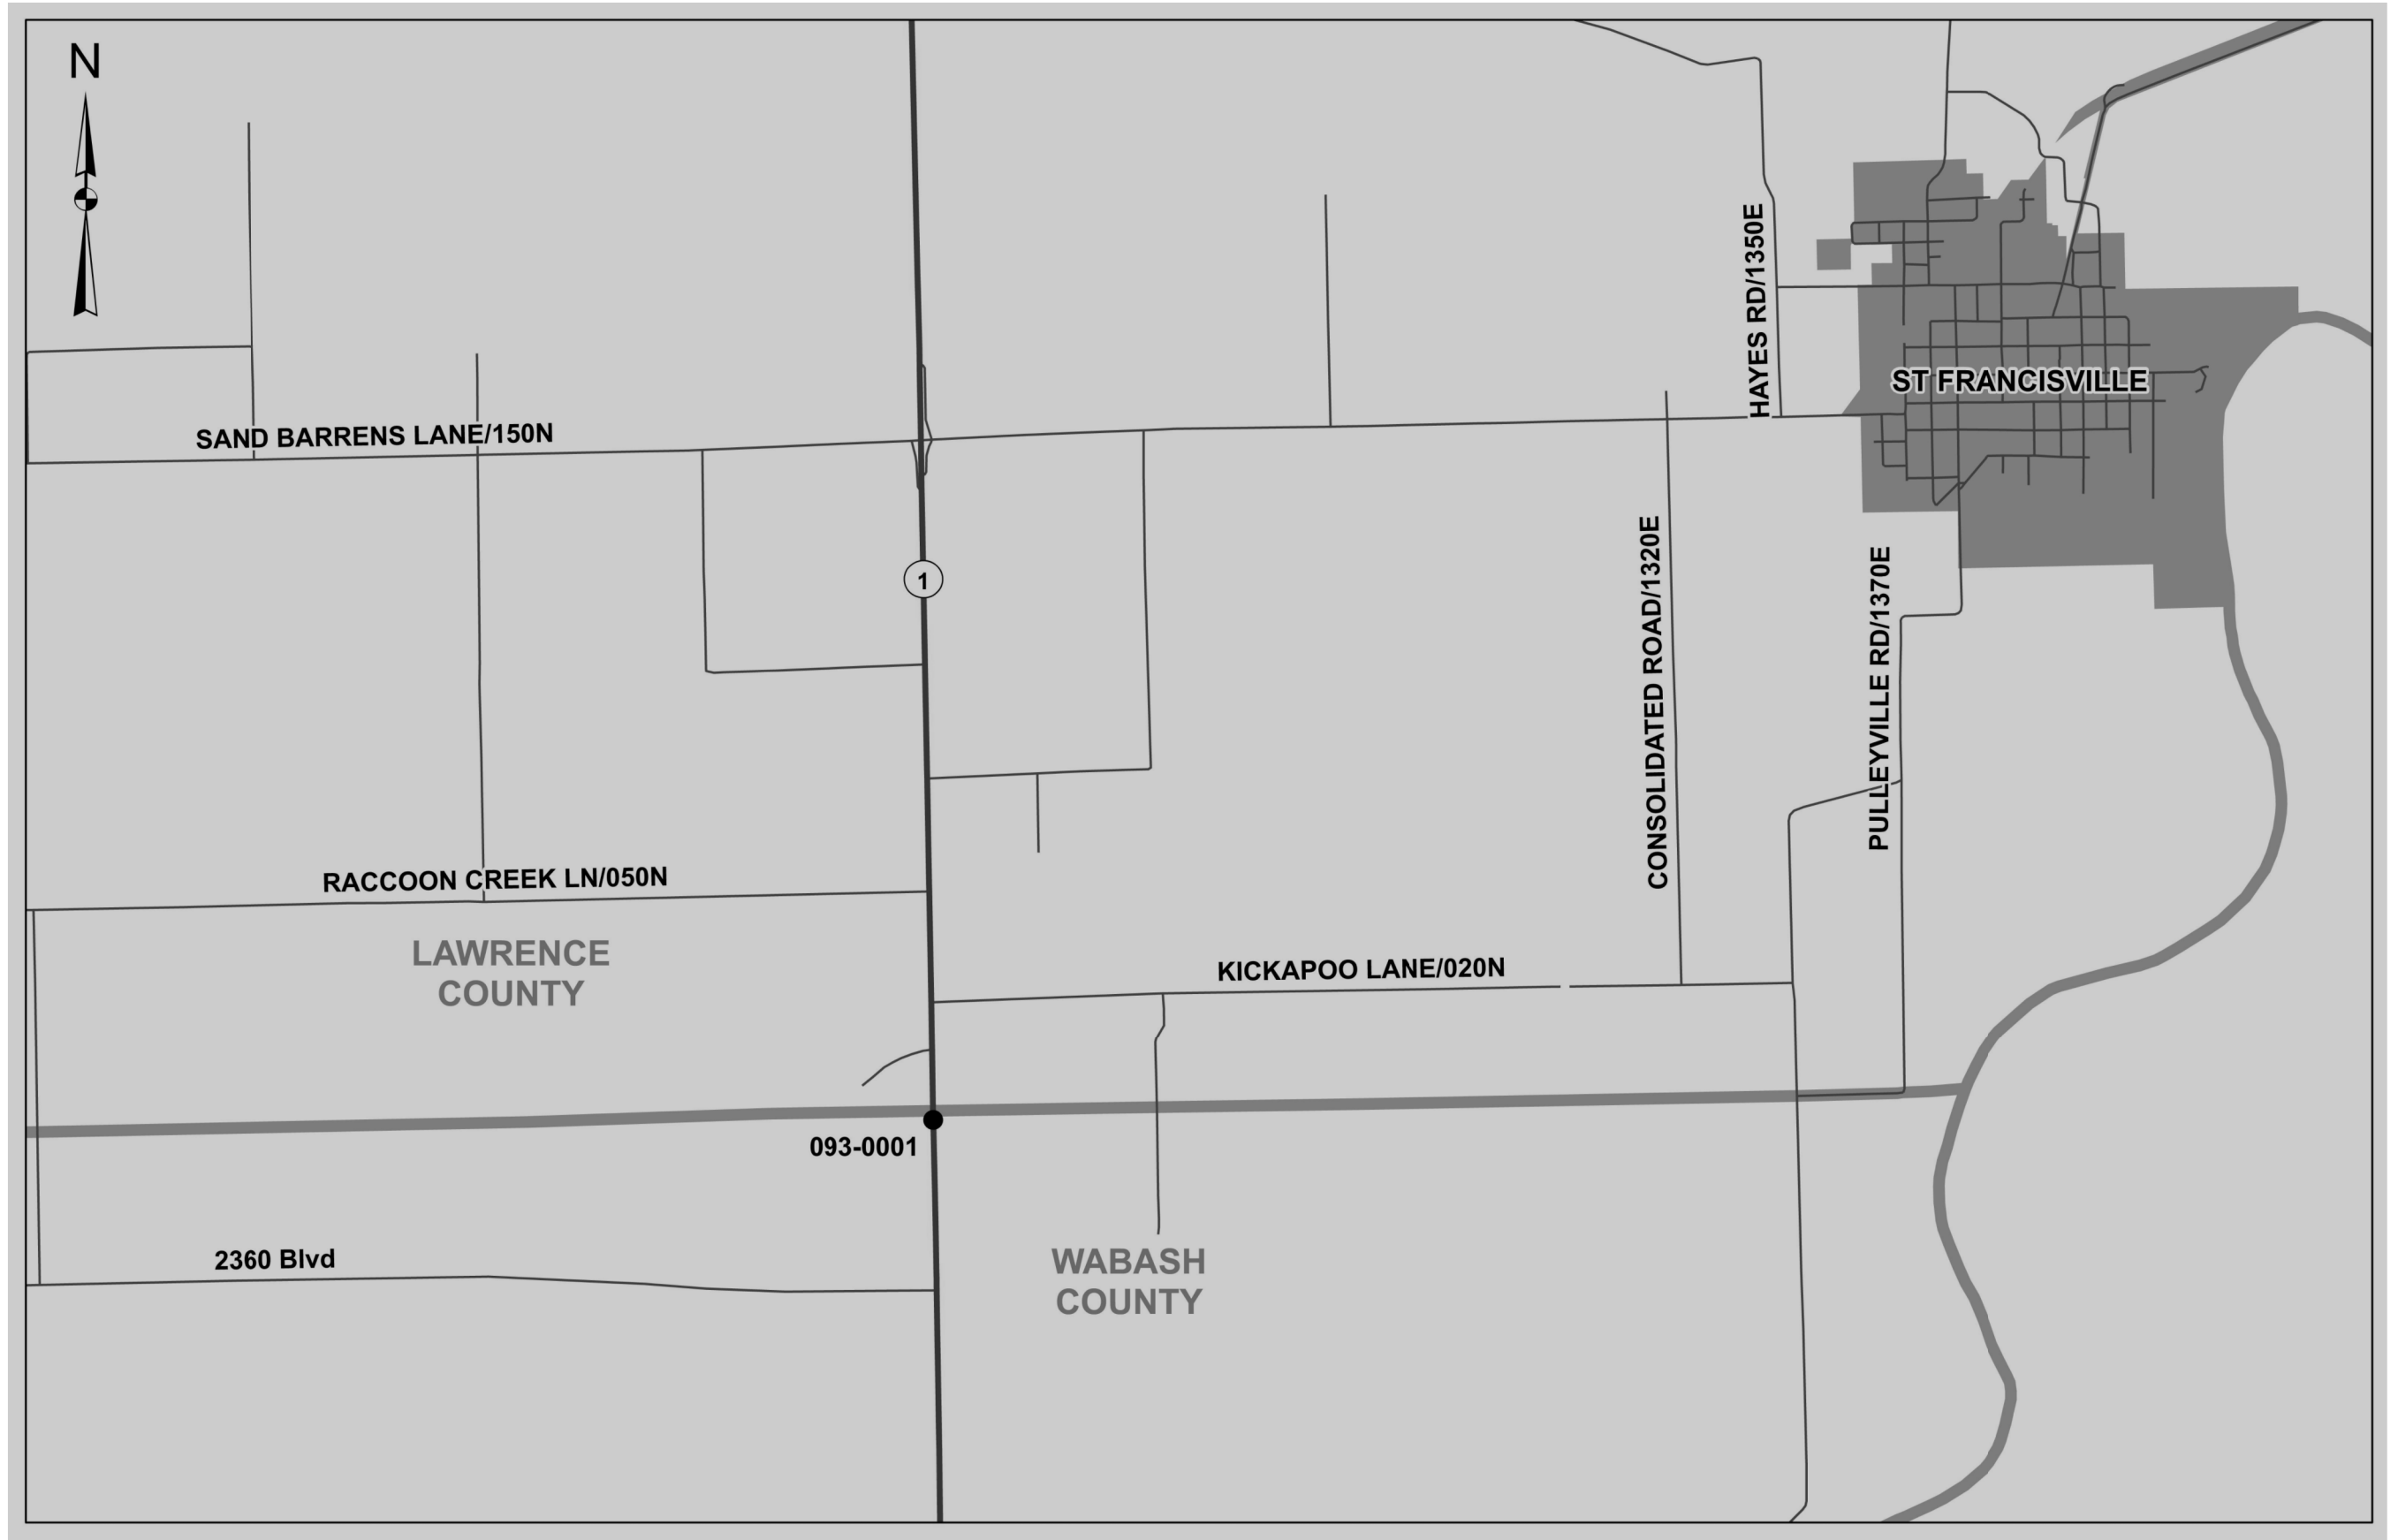 N
HAYES RD/1350E
ST FRANCISVILLE
SAND BARRENS LANE/150N
1
CONSOLIDATED ROAD/1320E
PULLEYVILLE RD/1370E
RACCOON CREEK LN/050N
LAWRENCE
COUNTY
KICKAPOO LANE/020N
093-0001
2360 Blvd
WABASH
COUNTY